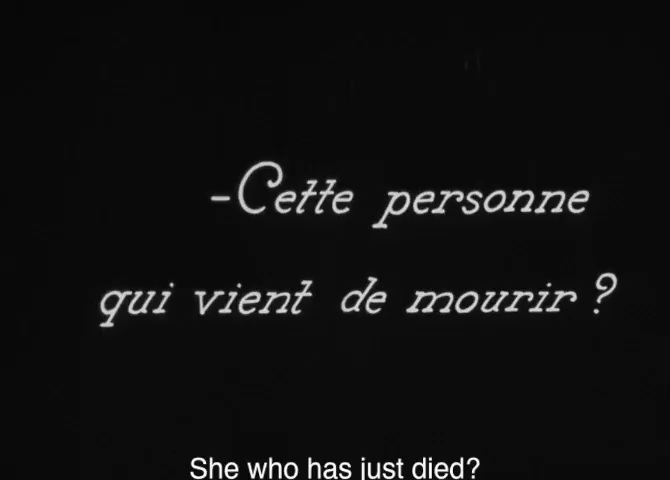 -Cette personne
qui vient de mourir ?
She who has just died?